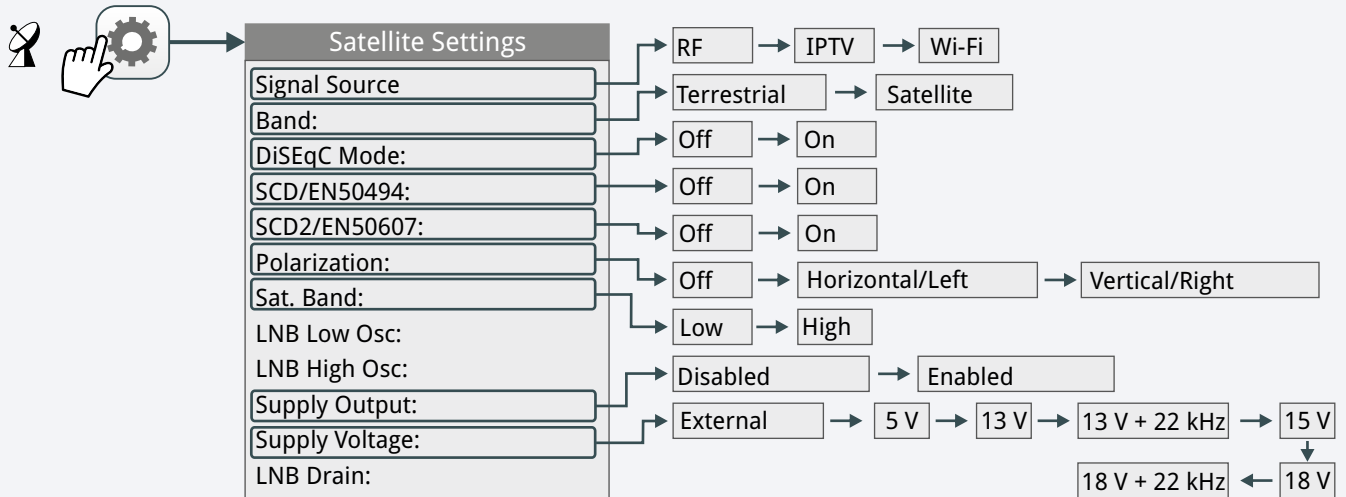 Satellite Settings
Signal Source
RF IPTV Wi-Fi
Band:
Terrestrial Satellite
DiSEqC Mode:
Off On
SCD/EN50494:
Off On
SCD2/EN50607:
Off On
Polarization:
Off Horizontal/Left Vertical/Right
Sat. Band:
Low High
LNB Low Osc:
LNB High Osc:
Supply Output:
Disabled Enabled
Supply Voltage:
External 5 V 13 V 13 V + 22 kHz 15 V
18 V + 22 kHz 18 V
LNB Drain: